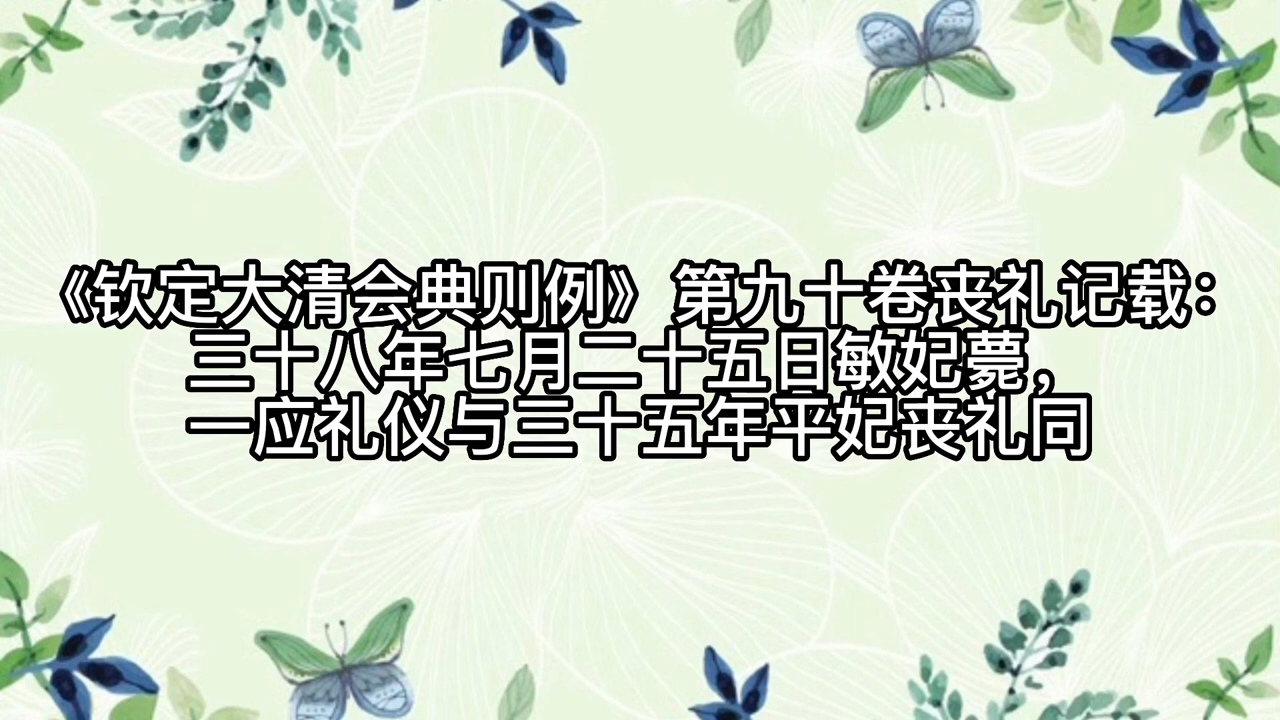 《钦定大清会典则例》第九十卷丧礼记载：
三十八年七月二十五日敏妃薨，
一应礼仪与三十五年平妃丧礼同